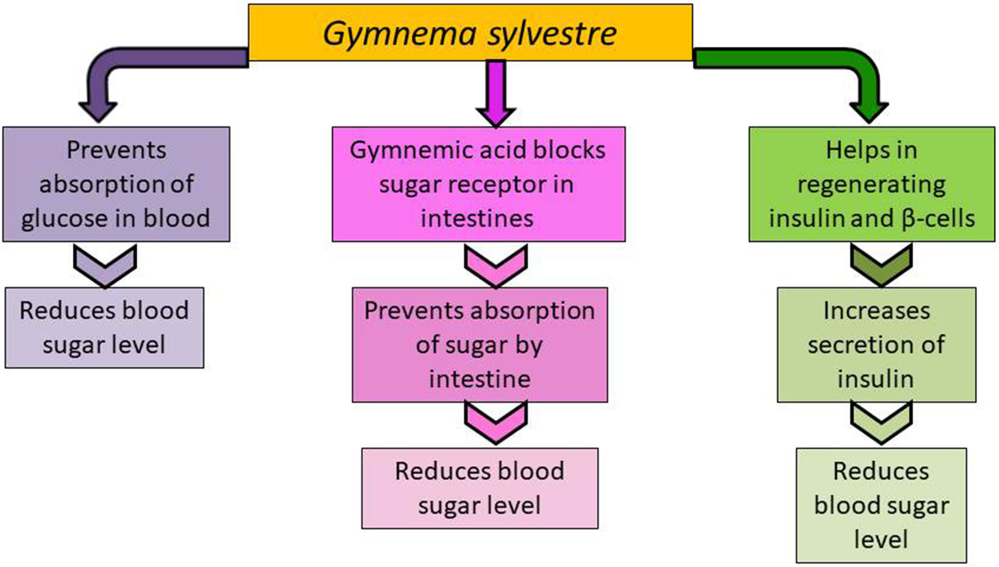 Gymnema sylvestre
Prevents
absorption of
glucose in blood
Reduces blood
sugar level
Gymnemic acid blocks
sugar receptor in
intestines
Prevents absorption
of sugar by
intestine
Reduces blood
sugar level
Helps in
regenerating
insulin and β-cells
Increases
secretion of
insulin
Reduces
blood sugar
level